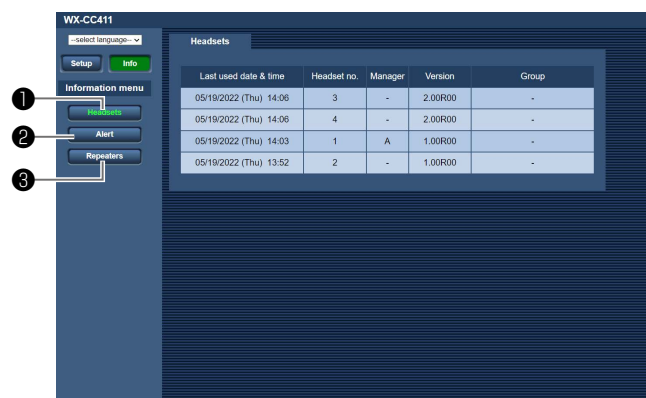 WX-CC411
--select language--
Headsets
Setup Info
Information menu
Last used date & time Headset no. Manager Version Group
❶ Headsets
05/19/2022 (Thu) 14:06 3 - 2.00R00 -
05/19/2022 (Thu) 14:06 4 - 2.00R00 -
❷ Alert
05/19/2022 (Thu) 14:03 1 A 1.00R00 -
❸ Repeaters
05/19/2022 (Thu) 13:52 2 - 1.00R00 -